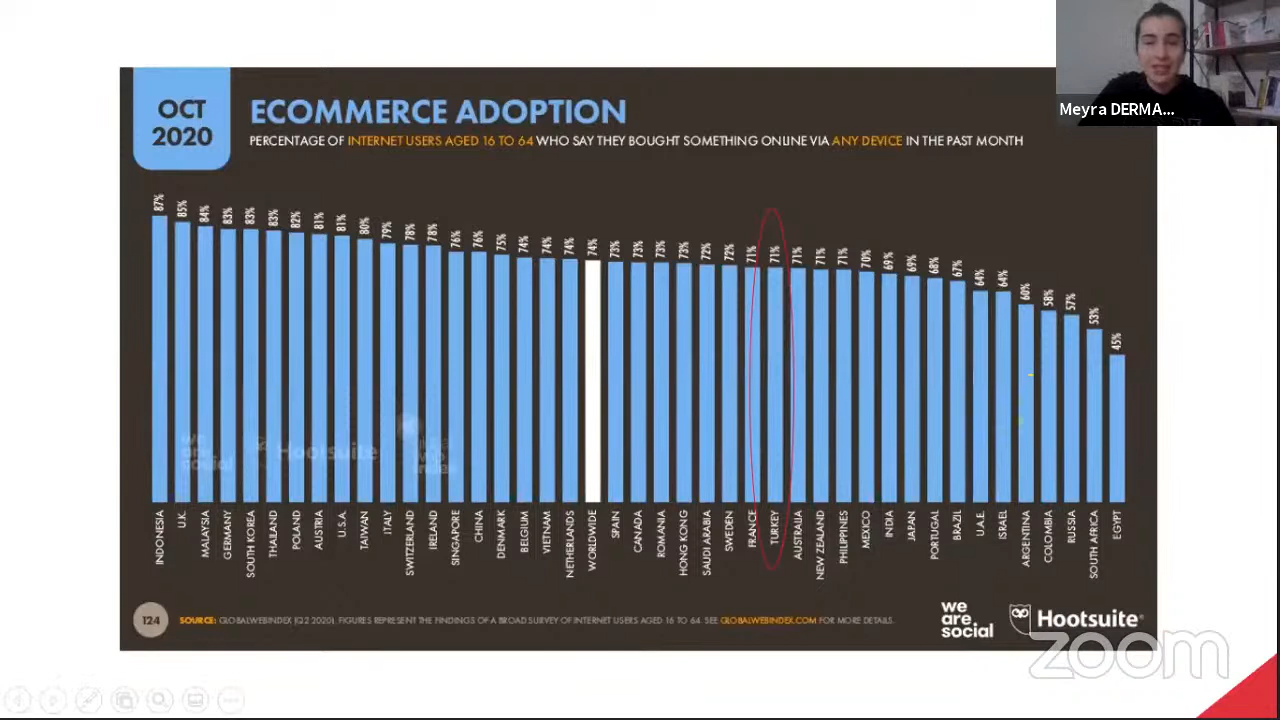 Meyra DERMA...
OCT
2020
ECOMMERCE ADOPTION
PERCENTAGE OF INTERNET USERS AGED 16 TO 64 WHO SAY THEY BOUGHT SOMETHING ONLINE VIA ANY DEVICE IN THE PAST MONTH
87% 85% 84% 83% 83% 83% 82% 81% 81% 80% 79% 78% 78% 76% 76% 75% 74% 74% 74% 74% 73% 73% 73% 73% 72% 72% 71% 71% 71% 71% 71% 70% 69% 69% 68% 67% 64% 64% 60% 58% 57% 53% 45%
we
are
social
Hootsuite
INDONESIA U.K. MALAYSIA GERMANY SOUTH KOREA THAILAND POLAND AUSTRIA U.S.A. TAIWAN ITALY SWITZERLAND IRELAND SINGAPORE CHINA DENMARK BELGIUM VIETNAM NETHERLANDS WORLDWIDE SPAIN CANADA ROMANIA HONG KONG SAUDI ARABIA SWEDEN FRANCE TURKEY AUSTRALIA NEW ZEALAND PHILIPPINES MEXICO INDIA JAPAN PORTUGAL BRAZIL U.A.E. ISRAEL ARGENTINA COLOMBIA RUSSIA SOUTH AFRICA EGYPT
124
SOURCE: GLOBALWEBINDEX (Q2 2020). FIGURES REPRESENT THE FINDINGS OF A BROAD SURVEY OF INTERNET USERS AGED 16 TO 64. SEE GLOBALWEBINDEX.COM FOR MORE DETAILS.
we
are
social
Hootsuite®
zoom